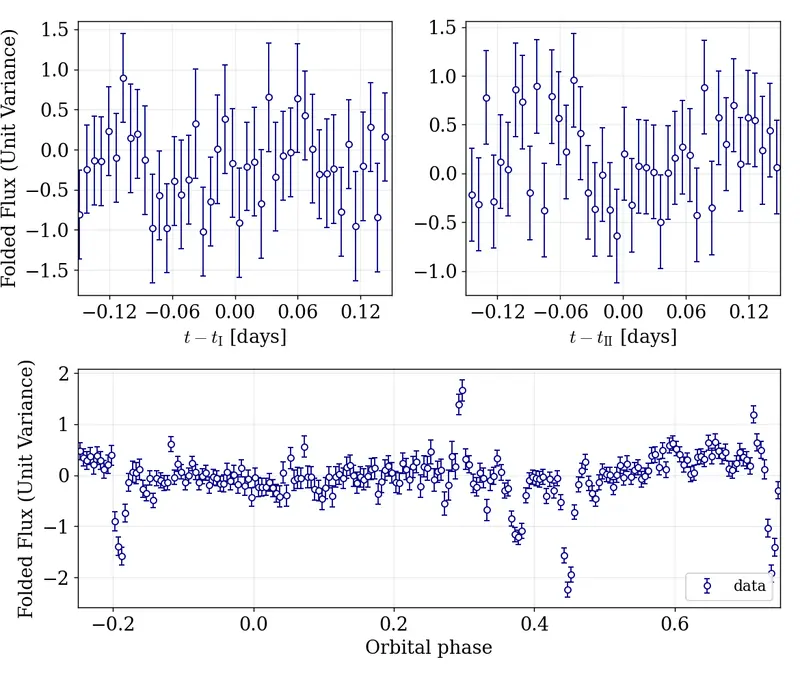 Folded Flux (Unit Variance)
1.5
1.0
0.5
0.0
−0.5
−1.0
−1.5
−0.12 −0.06 0.00 0.06 0.12
t − tI [days]
1.5
1.0
0.5
0.0
−0.5
−1.0
−0.12 −0.06 0.00 0.06 0.12
t − tII [days]
Folded Flux (Unit Variance)
2
1
0
−1
−2
−0.2 0.0 0.2 0.4 0.6
Orbital phase
data